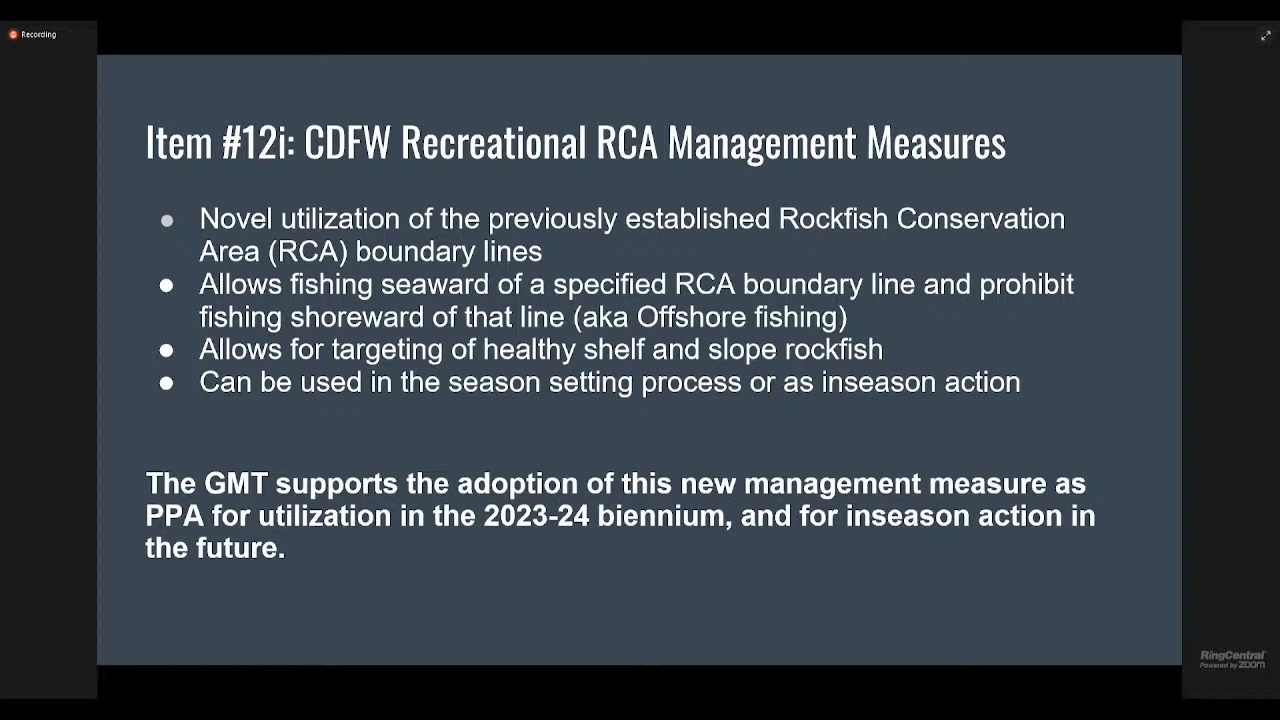 Recording
Item #12i: CDFW Recreational RCA Management Measures
● Novel utilization of the previously established Rockfish Conservation
Area (RCA) boundary lines
● Allows fishing seaward of a specified RCA boundary line and prohibit
fishing shoreward of that line (aka Offshore fishing)
● Allows for targeting of healthy shelf and slope rockfish
● Can be used in the season setting process or as inseason action
The GMT supports the adoption of this new management measure as
PPA for utilization in the 2023-24 biennium, and for inseason action in
the future.
RingCentral
Powered by zoom